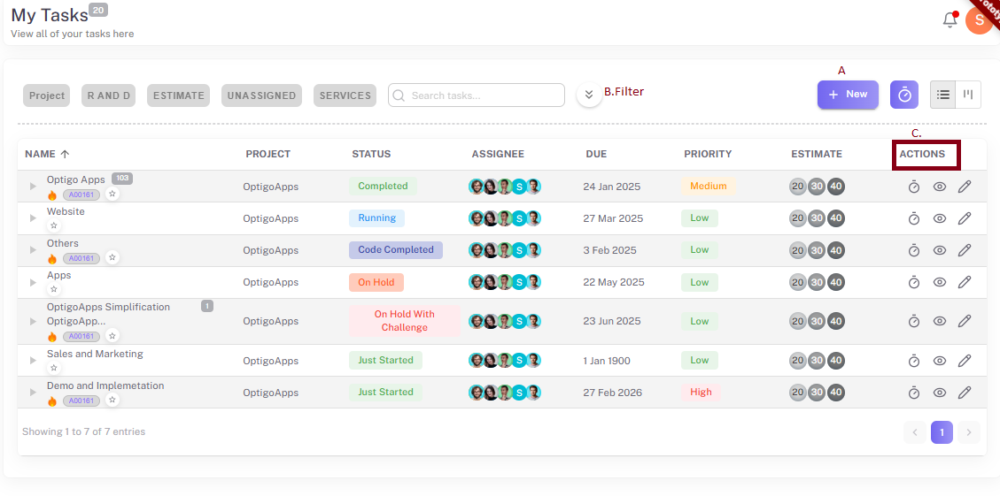 My Tasks 20
View all of your tasks here
S
A
Project R AND D ESTIMATE UNASSIGNED SERVICES Search tasks... B.Filter + New
C.
NAME PROJECT STATUS ASSIGNEE DUE PRIORITY ESTIMATE ACTIONS
Optigo Apps 103
A00161
OptigoApps Completed S 24 Jan 2025 Medium 20 30 40
Website
OptigoApps Running S 27 Mar 2025 Low 20 30 40
Others
A00161
OptigoApps Code Completed S 3 Feb 2025 Low 20 30 40
Apps
OptigoApps On Hold S 22 May 2025 Low 20 30 40
OptigoApps Simplification 1
OptigoApp...
A00161
OptigoApps On Hold With
Challenge
S 23 Jun 2025 Low 20 30 40
Sales and Marketing
OptigoApps Just Started S 1 Jan 1900 Low 20 30 40
Demo and Implemetation
A00161
OptigoApps Just Started S 27 Feb 2026 High 20 30 40
Showing 1 to 7 of 7 entries 1